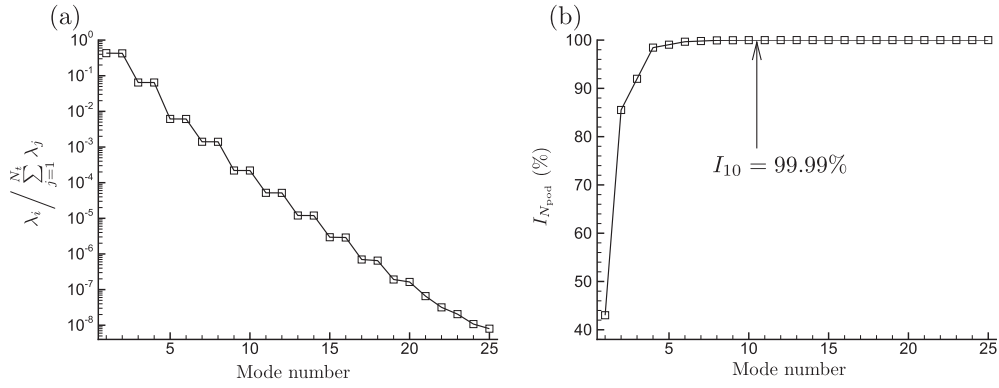 (a)
10^0
10^-1
10^-2
10^-3
10^-4
10^-5
10^-6
10^-7
10^-8
λ_i / ∑_{j=1}^{N_t} λ_j
5 10 15 20 25
Mode number
(b)
100
90
80
70
60
50
40
I_{N_pod} (%)
I_10 = 99.99%
5 10 15 20 25
Mode number